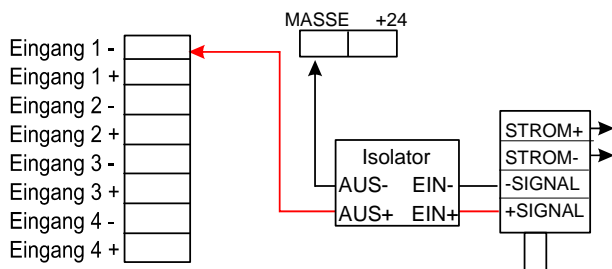 MASSE +24
Eingang 1 -
Eingang 1 +
Eingang 2 -
Eingang 2 +
Eingang 3 -
Eingang 3 +
Eingang 4 -
Eingang 4 +
Isolator
AUS- EIN-
AUS+ EIN+
STROM+
STROM-
-SIGNAL
+SIGNAL